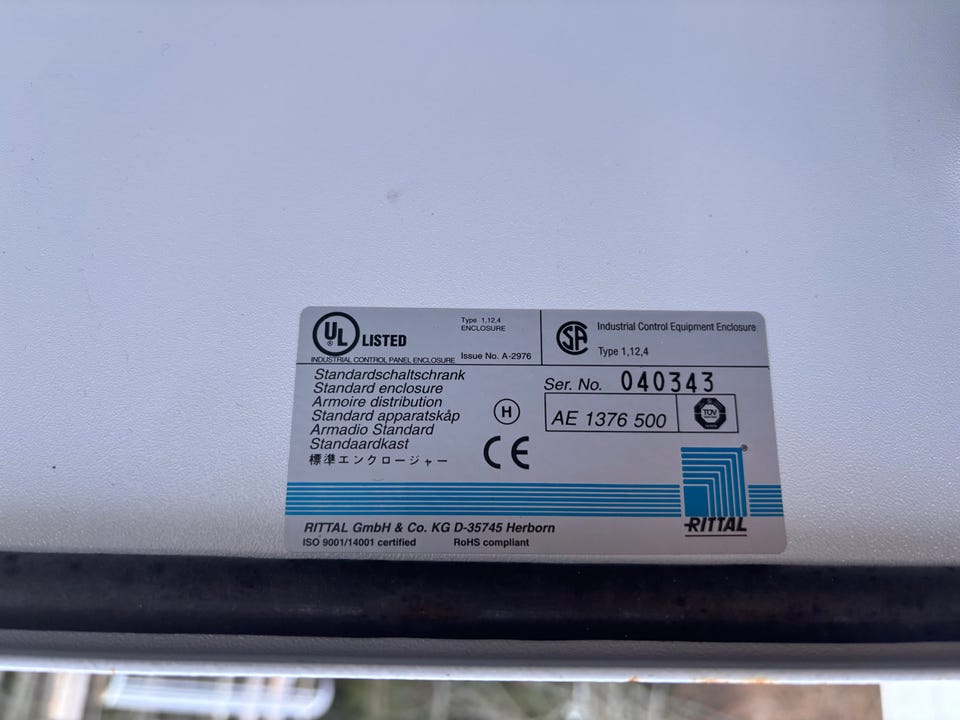 UL LISTED
®
INDUSTRIAL CONTROL PANEL ENCLOSURE
Type 1,12,4
ENCLOSURE
Issue No. A-2976
SA
Industrial Control Equipment Enclosure
Type 1,12,4
Standardschaltschrank
Standard enclosure
Armoire distribution
Standard apparatskåp
Armadio Standard
Standaardkast
標準エンクロージャー
H
CE
Ser. No. 040343
AE 1376 500
TÜV
RITTAL
®
RITTAL GmbH & Co. KG D-35745 Herborn
ISO 9001/14001 certified RoHS compliant